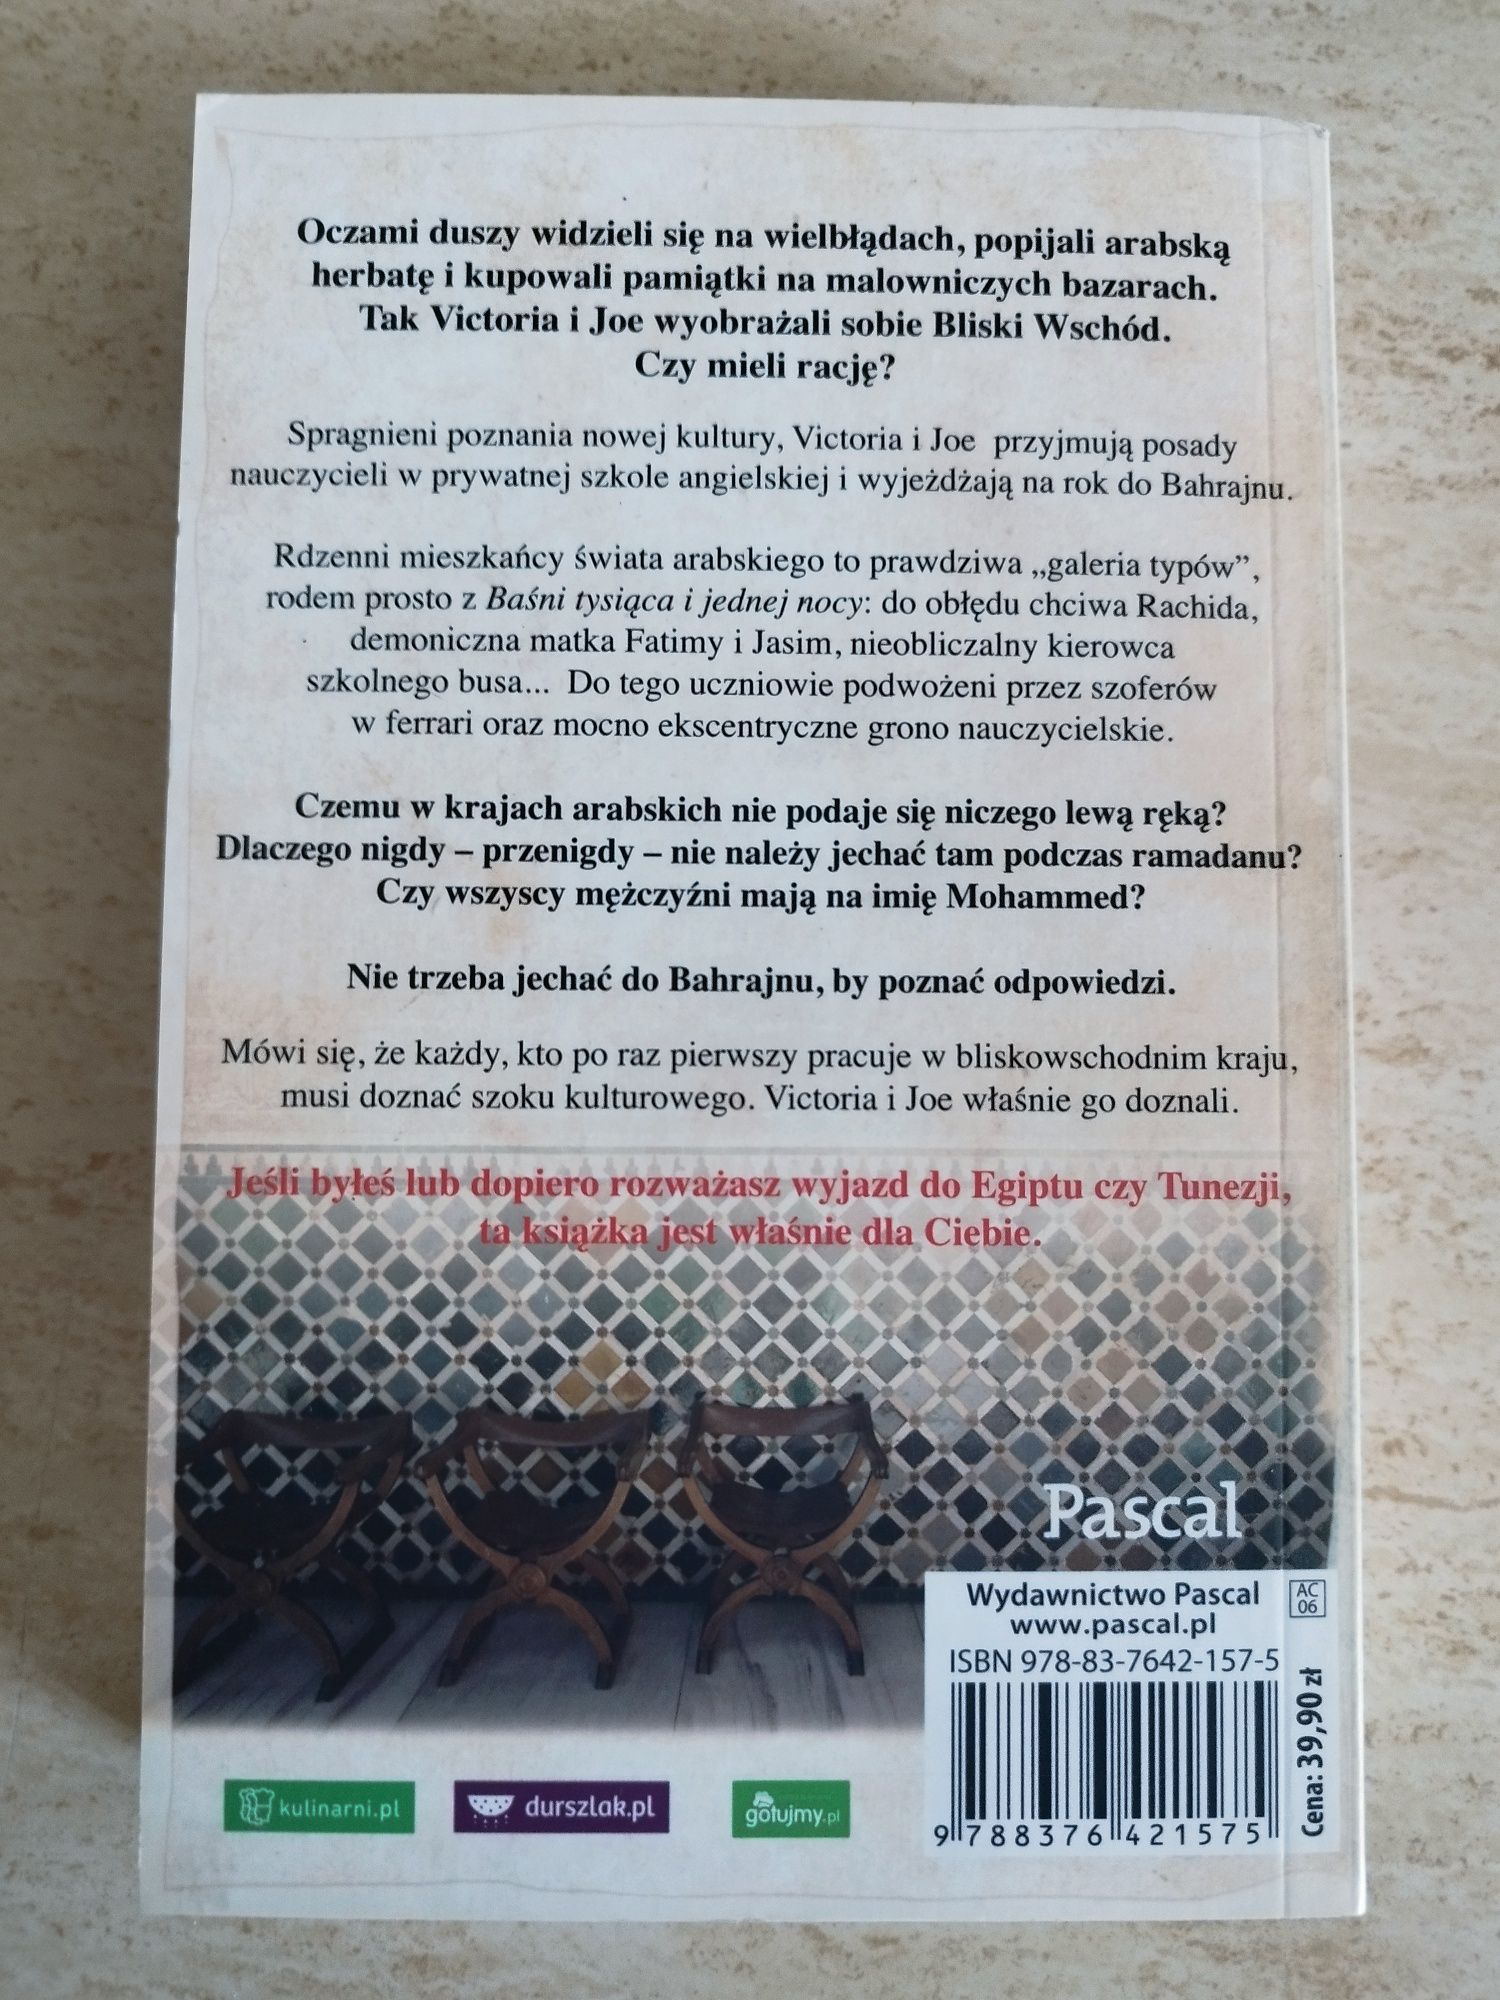 Oczami duszy widzieli się na wielbłądach, popijali arabską
herbatę i kupowali pamiątki na malowniczych bazarach.
Tak Victoria i Joe wyobrażali sobie Bliski Wschód.
Czy mieli rację?
Spragnieni poznania nowej kultury, Victoria i Joe przyjmują posady
nauczycieli w prywatnej szkole angielskiej i wyjeżdżają na rok do Bahrajnu.
Rdzenni mieszkańcy świata arabskiego to prawdziwa „galeria typów”,
rodem prosto z Baśni tysiąca i jednej nocy: do obłędu chciwa Rachida,
demoniczna matka Fatimy i Jasim, nieobliczalny kierowca
szkolnego busa... Do tego uczniowie podwożeni przez szoferów
w ferrari oraz mocno ekscentryczne grono nauczycielskie.
Czemu w krajach arabskich nie podaje się niczego lewą ręką?
Dlaczego nigdy – przenigdy – nie należy jechać tam podczas ramadanu?
Czy wszyscy mężczyźni mają na imię Mohammed?
Nie trzeba jechać do Bahrajnu, by poznać odpowiedzi.
Mówi się, że każdy, kto po raz pierwszy pracuje w bliskowschodnim kraju,
musi doznać szoku kulturowego. Victoria i Joe właśnie go doznali.
Jeśli byłeś lub dopiero rozważasz wyjazd do Egiptu czy Tunezji,
ta książka jest właśnie dla Ciebie.
Pascal
Wydawnictwo Pascal
www.pascal.pl
AC
06
ISBN 978-83-7642-157-5
9 788376 421575
Cena: 39,90 zł
kulinarni.pl
durszlak.pl
gotujmy.pl